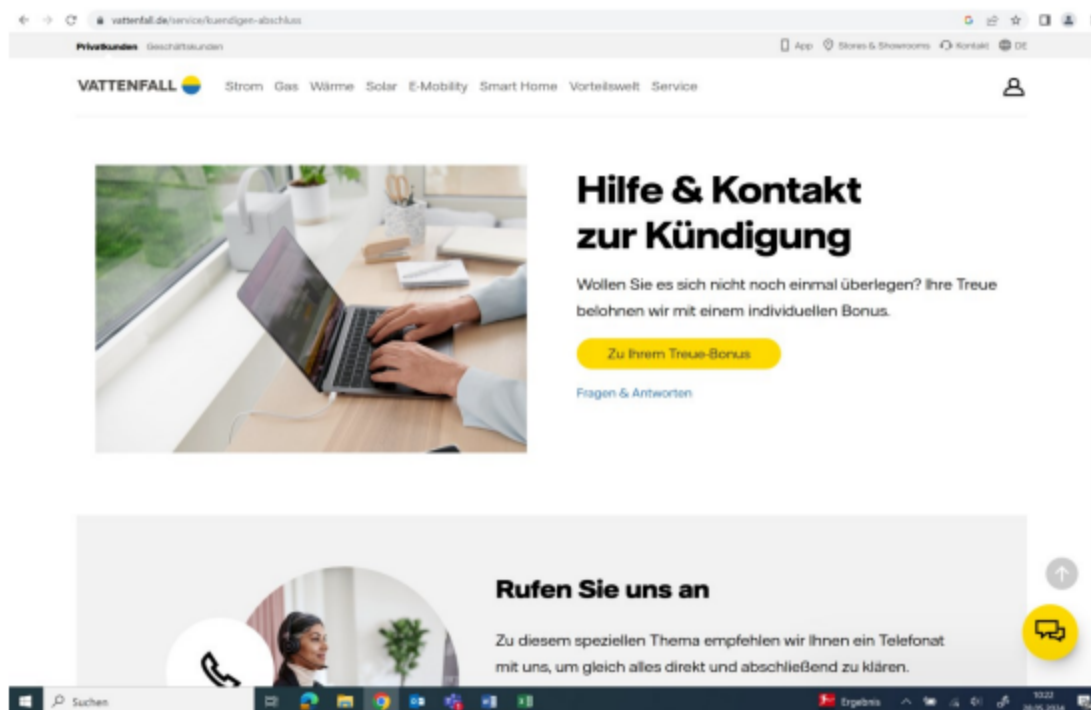 vattenfall.de/service/kuendigen-abschluss
Privatkunden Geschäftskunden
App Stores & Showrooms Kontakt DE
VATTENFALL Strom Gas Wärme Solar E-Mobility Smart Home Vorteilswelt Service
Hilfe & Kontakt
zur Kündigung
Wollen Sie es sich nicht noch einmal überlegen? Ihre Treue
belohnen wir mit einem individuellen Bonus.
Zu Ihrem Treue-Bonus
Fragen & Antworten
Rufen Sie uns an
Zu diesem speziellen Thema empfehlen wir Ihnen ein Telefonat
mit uns, um gleich alles direkt und abschließend zu klären.
Suchen
Ergebnis
10:22